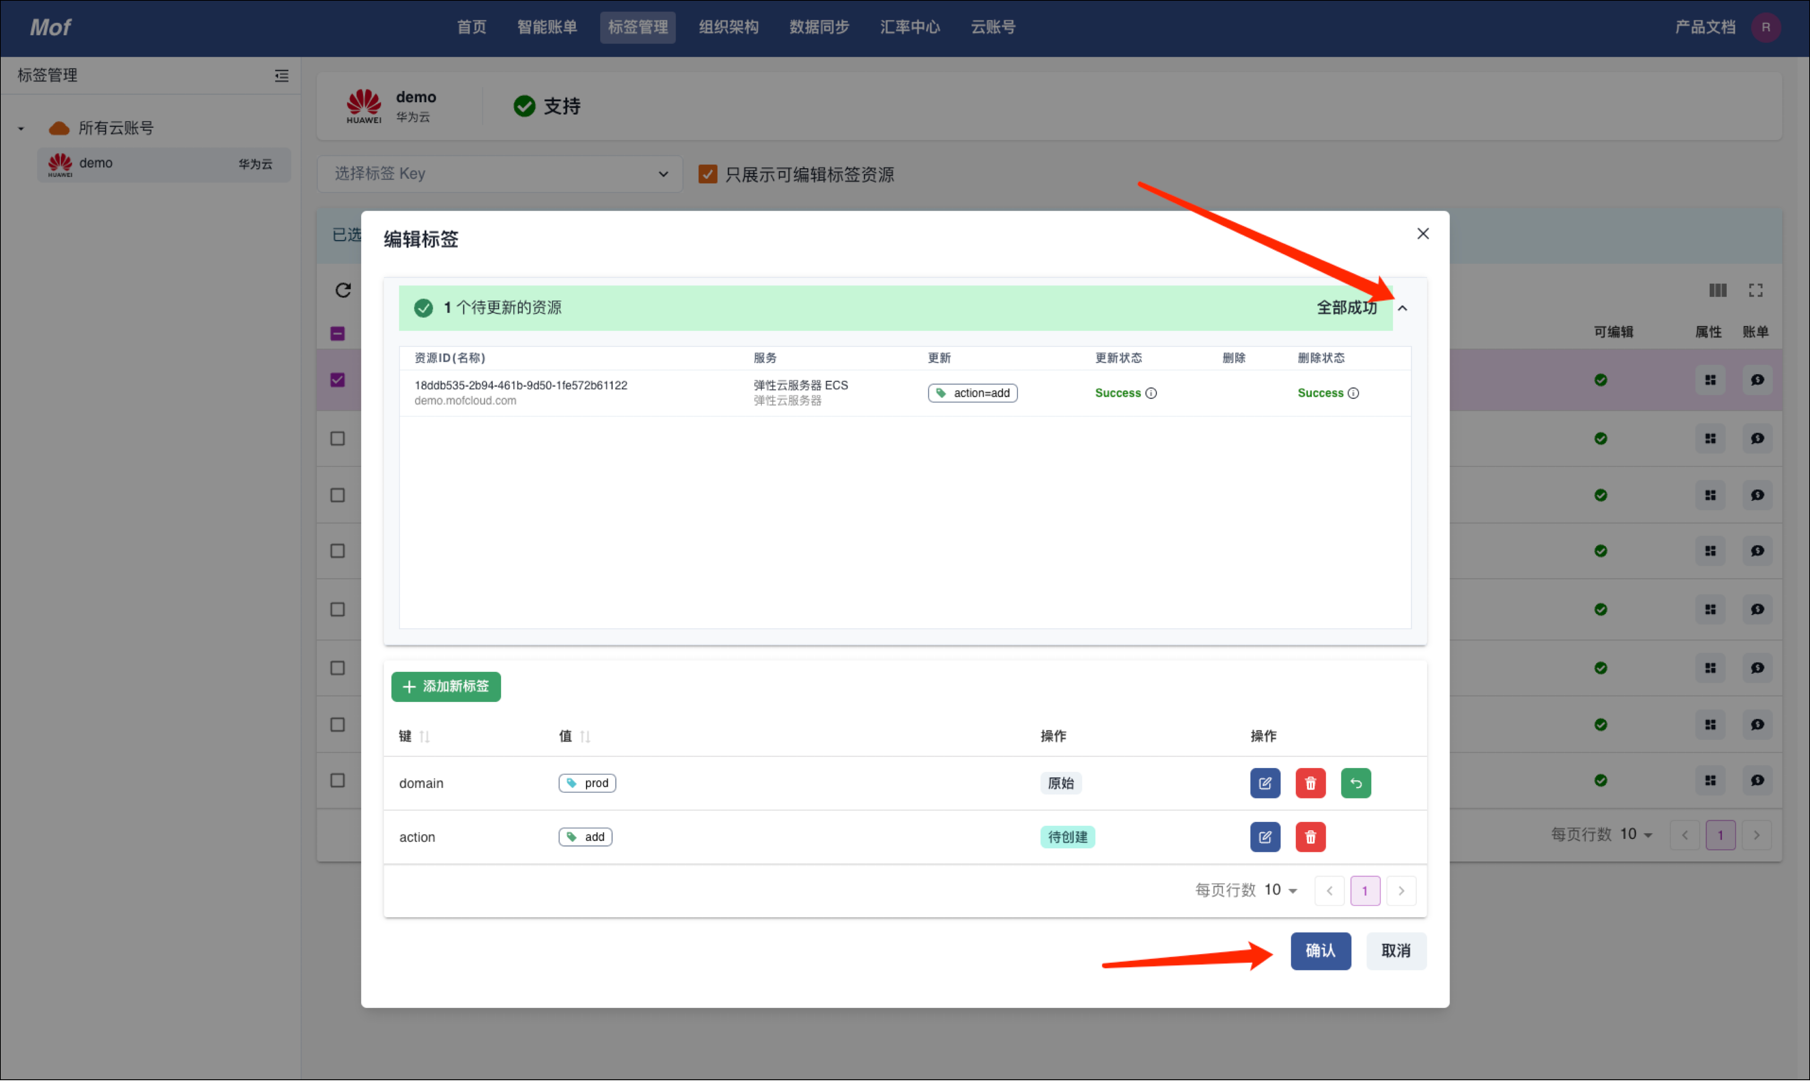 Mof
首页 智能账单 标签管理 组织架构 数据同步 汇率中心 云账号 产品文档 R
标签管理
所有云账号
HUAWEI demo 华为云
HUAWEI demo
华为云
支持
选择标签 Key
只展示可编辑标签资源
已选
编辑标签
1 个待更新的资源 全部成功
资源ID(名称) 服务 更新 更新状态 删除 删除状态
18ddb535-2b94-461b-9d50-1fe572b61122 弹性云服务器 ECS action=add Success Success
demo.mofcloud.com 弹性云服务器
可编辑 属性 账单
添加新标签
键 值 操作 操作
domain prod 原始
action add 待创建
每页行数 10 1
每页行数 10 1
确认 取消